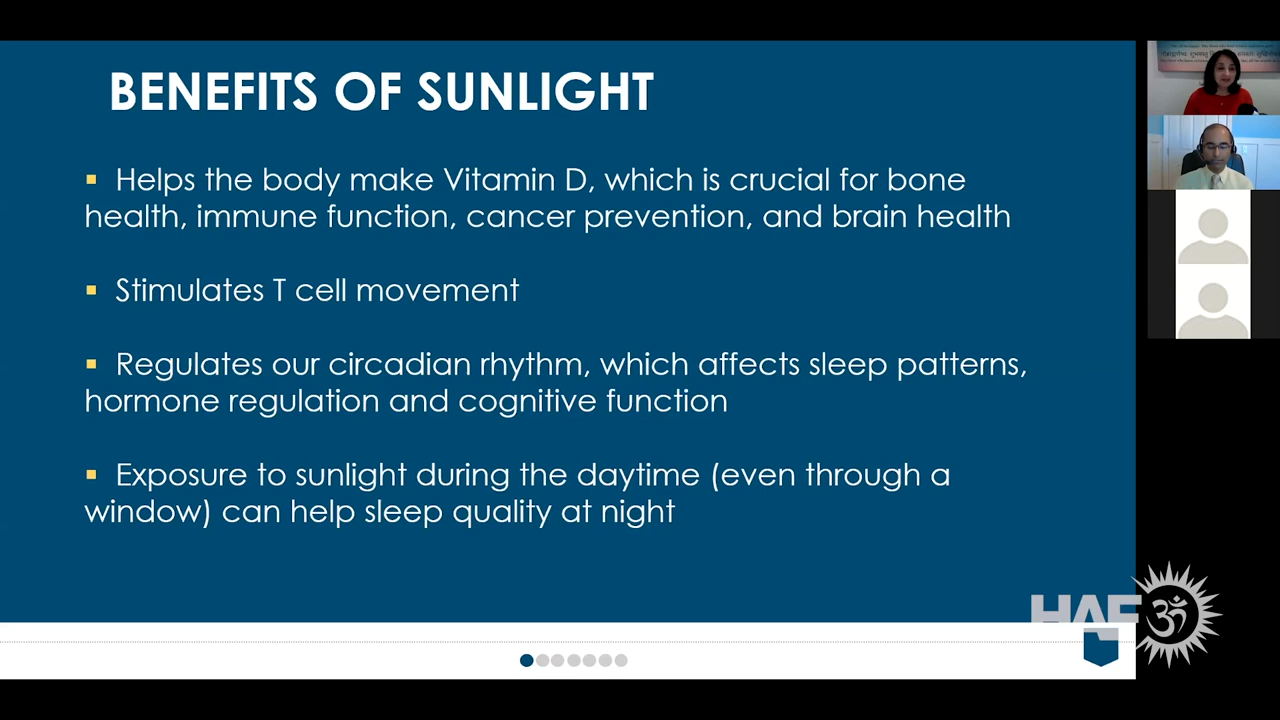 BENEFITS OF SUNLIGHT
▪ Helps the body make Vitamin D, which is crucial for bone
health, immune function, cancer prevention, and brain health
▪ Stimulates T cell movement
▪ Regulates our circadian rhythm, which affects sleep patterns,
hormone regulation and cognitive function
▪ Exposure to sunlight during the daytime (even through a
window) can help sleep quality at night
HAF
ॐ